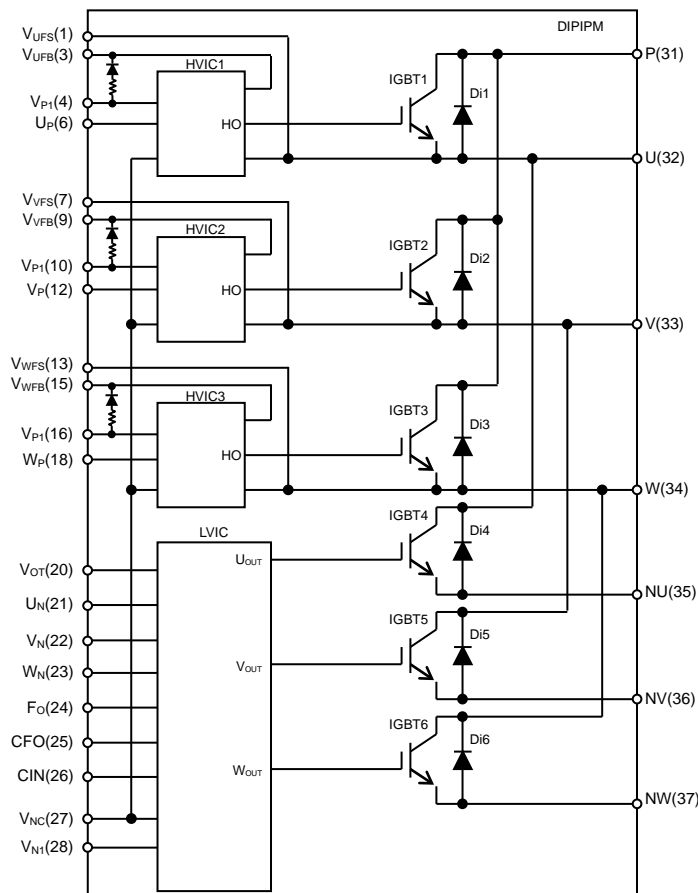 DIPIPM
VUFS(1)
VUFB(3)
HVIC1
VP1(4)
UP(6)
HO
IGBT1
Di1
P(31)
U(32)
VVFS(7)
VVFB(9)
HVIC2
VP1(10)
VP(12)
HO
IGBT2
Di2
V(33)
VWFS(13)
VWFB(15)
HVIC3
VP1(16)
WP(18)
HO
IGBT3
Di3
W(34)
LVIC
VOT(20)
UN(21)
VN(22)
WN(23)
FO(24)
CFO(25)
CIN(26)
VNC(27)
VN1(28)
UOUT
VOUT
WOUT
IGBT4
Di4
NU(35)
IGBT5
Di5
NV(36)
IGBT6
Di6
NW(37)